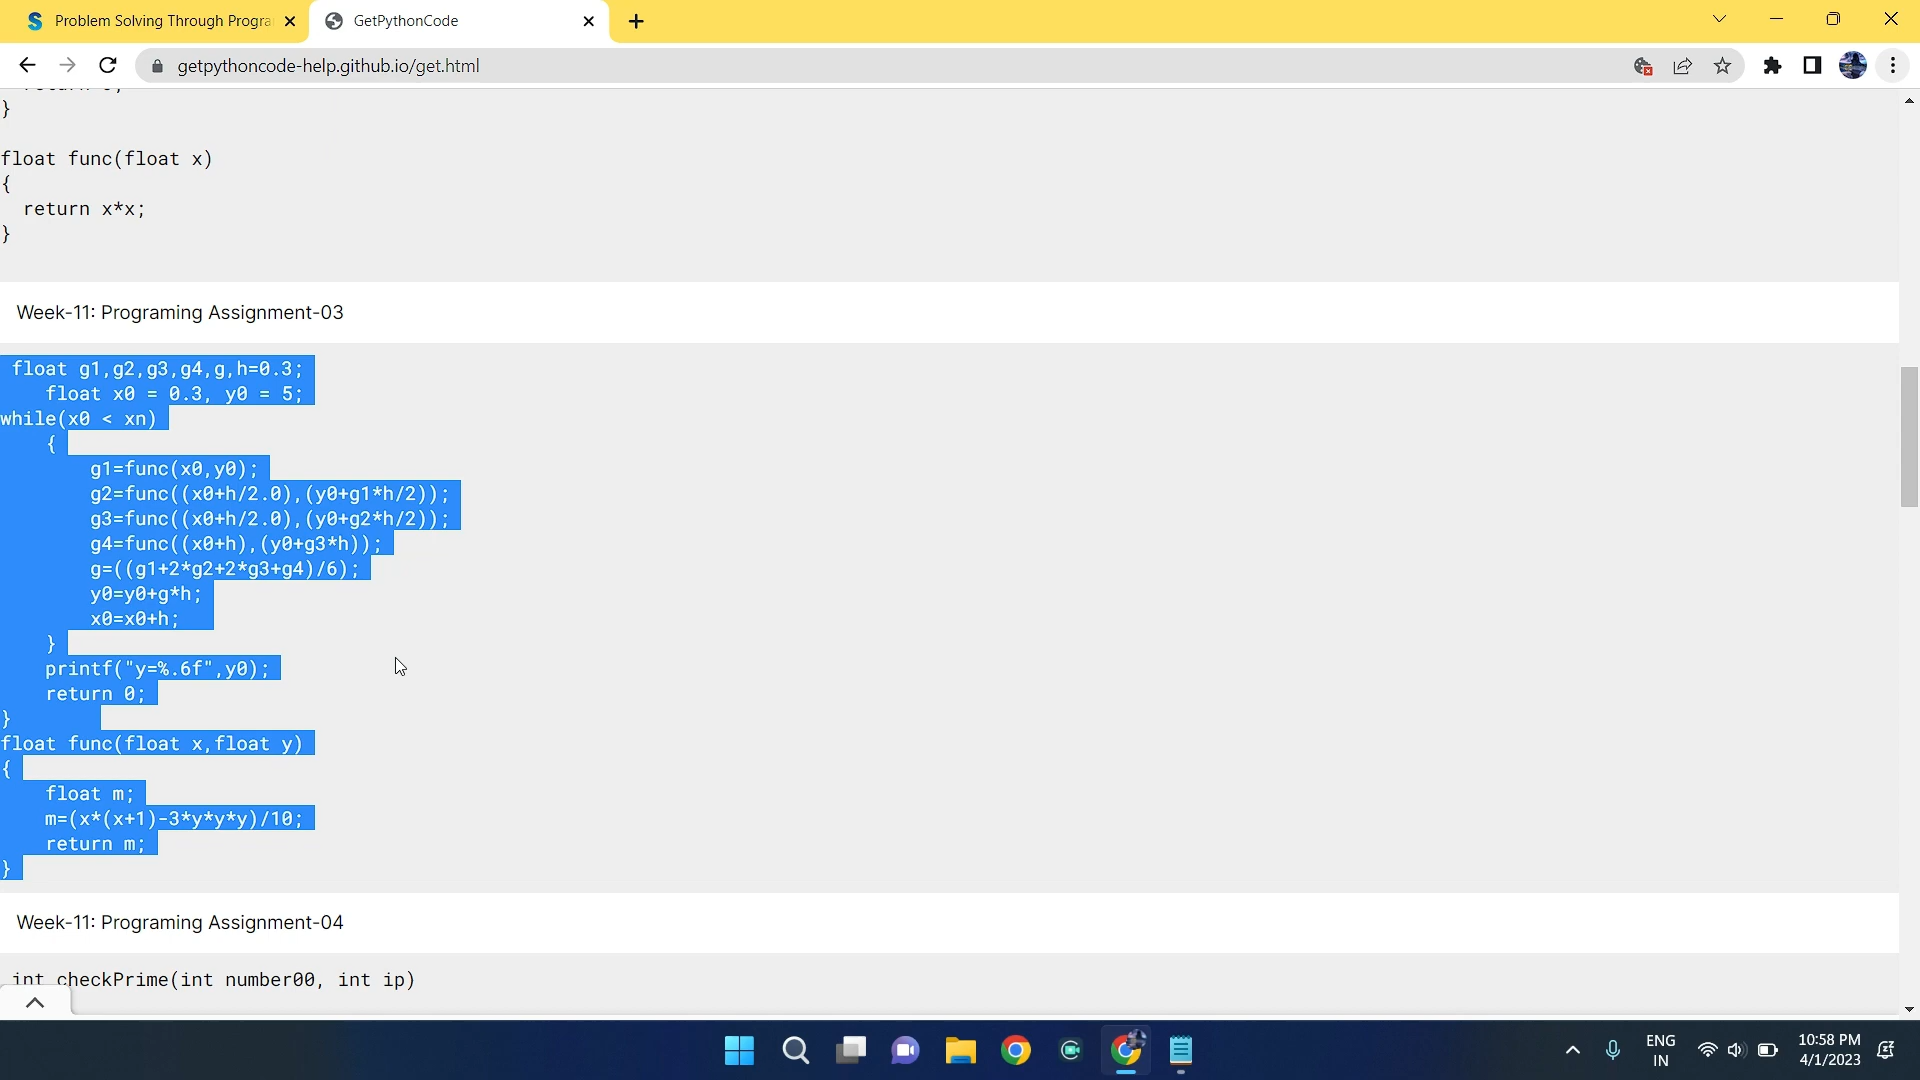 Problem Solving Through Progra
GetPythonCode
getpythoncode-help.github.io/get.html
}
float func(float x)
{
return x*x;
}
Week-11: Programing Assignment-03
float g1,g2,g3,g4,g,h=0.3;
float x0 = 0.3, y0 = 5;
while(x0 < xn)
{
g1=func(x0,y0);
g2=func((x0+h/2.0),(y0+g1*h/2));
g3=func((x0+h/2.0),(y0+g2*h/2));
g4=func((x0+h),(y0+g3*h));
g=((g1+2*g2+2*g3+g4)/6);
y0=y0+g*h;
x0=x0+h;
}
printf("y=%.6f",y0);
return 0;
}
float func(float x,float y)
{
float m;
m=(x*(x+1)-3*y*y*y)/10;
return m;
}
Week-11: Programing Assignment-04
int checkPrime(int number00, int ip)
ENG
IN
10:58 PM
4/1/2023